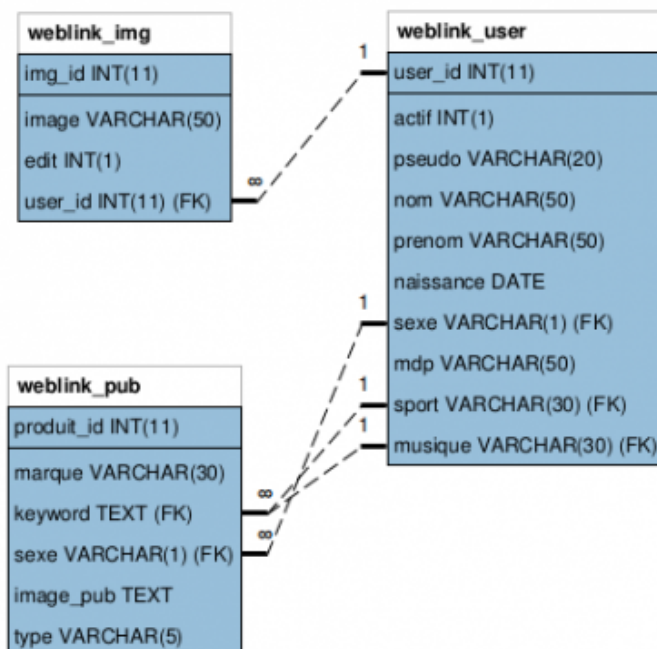 weblink_img
img_id INT(11)
image VARCHAR(50)
edit INT(1)
user_id INT(11) (FK)
∞
1
weblink_user
user_id INT(11)
actif INT(1)
pseudo VARCHAR(20)
nom VARCHAR(50)
prenom VARCHAR(50)
naissance DATE
1
sexe VARCHAR(1) (FK)
mdp VARCHAR(50)
1
sport VARCHAR(30) (FK)
1
musique VARCHAR(30) (FK)
weblink_pub
produit_id INT(11)
marque VARCHAR(30)
keyword TEXT (FK)
∞
sexe VARCHAR(1) (FK)
∞
image_pub TEXT
type VARCHAR(5)